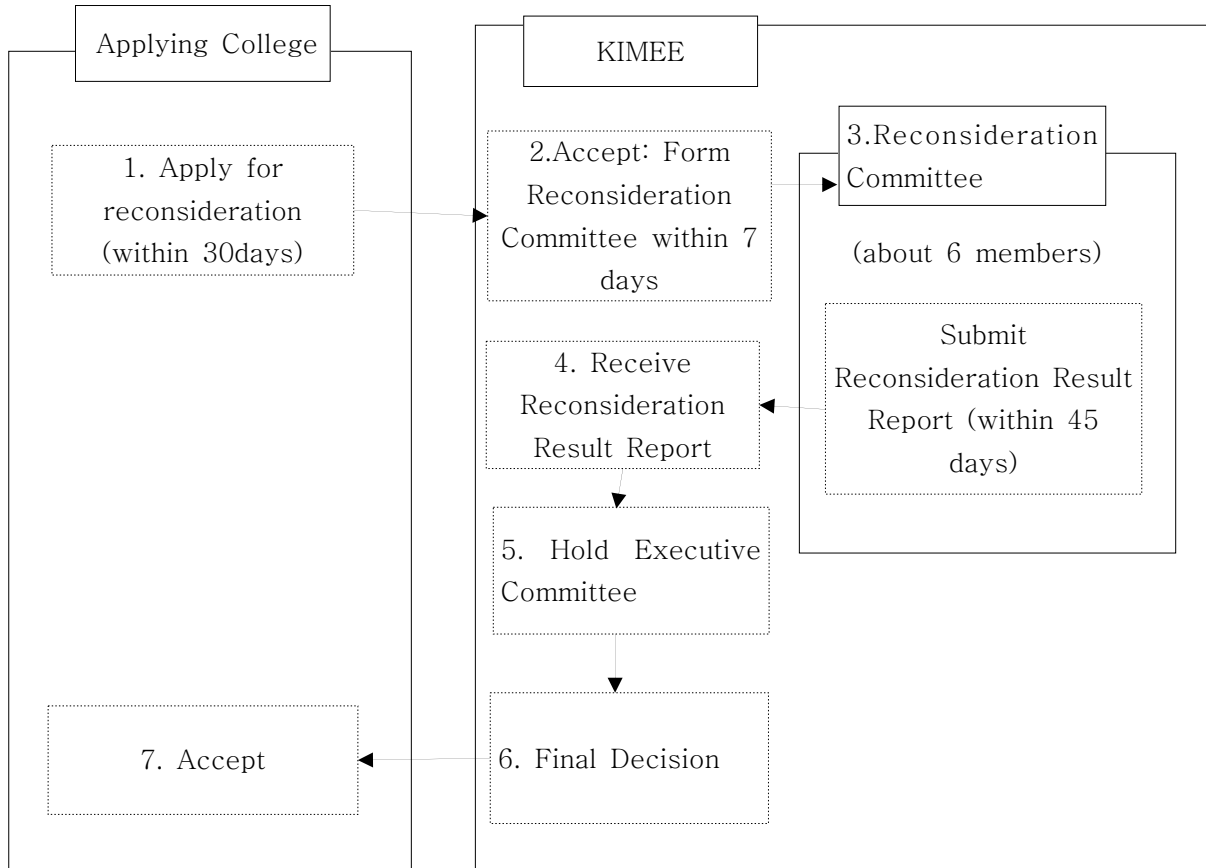 Applying College
KIMEE
1. Apply for
reconsideration
(within 30days)
2.Accept: Form
Reconsideration
Committee within 7
days
3.Reconsideration
Committee
(about 6 members)
Submit
Reconsideration Result
Report (within 45
days)
4. Receive
Reconsideration
Result Report
5. Hold Executive
Committee
6. Final Decision
7. Accept